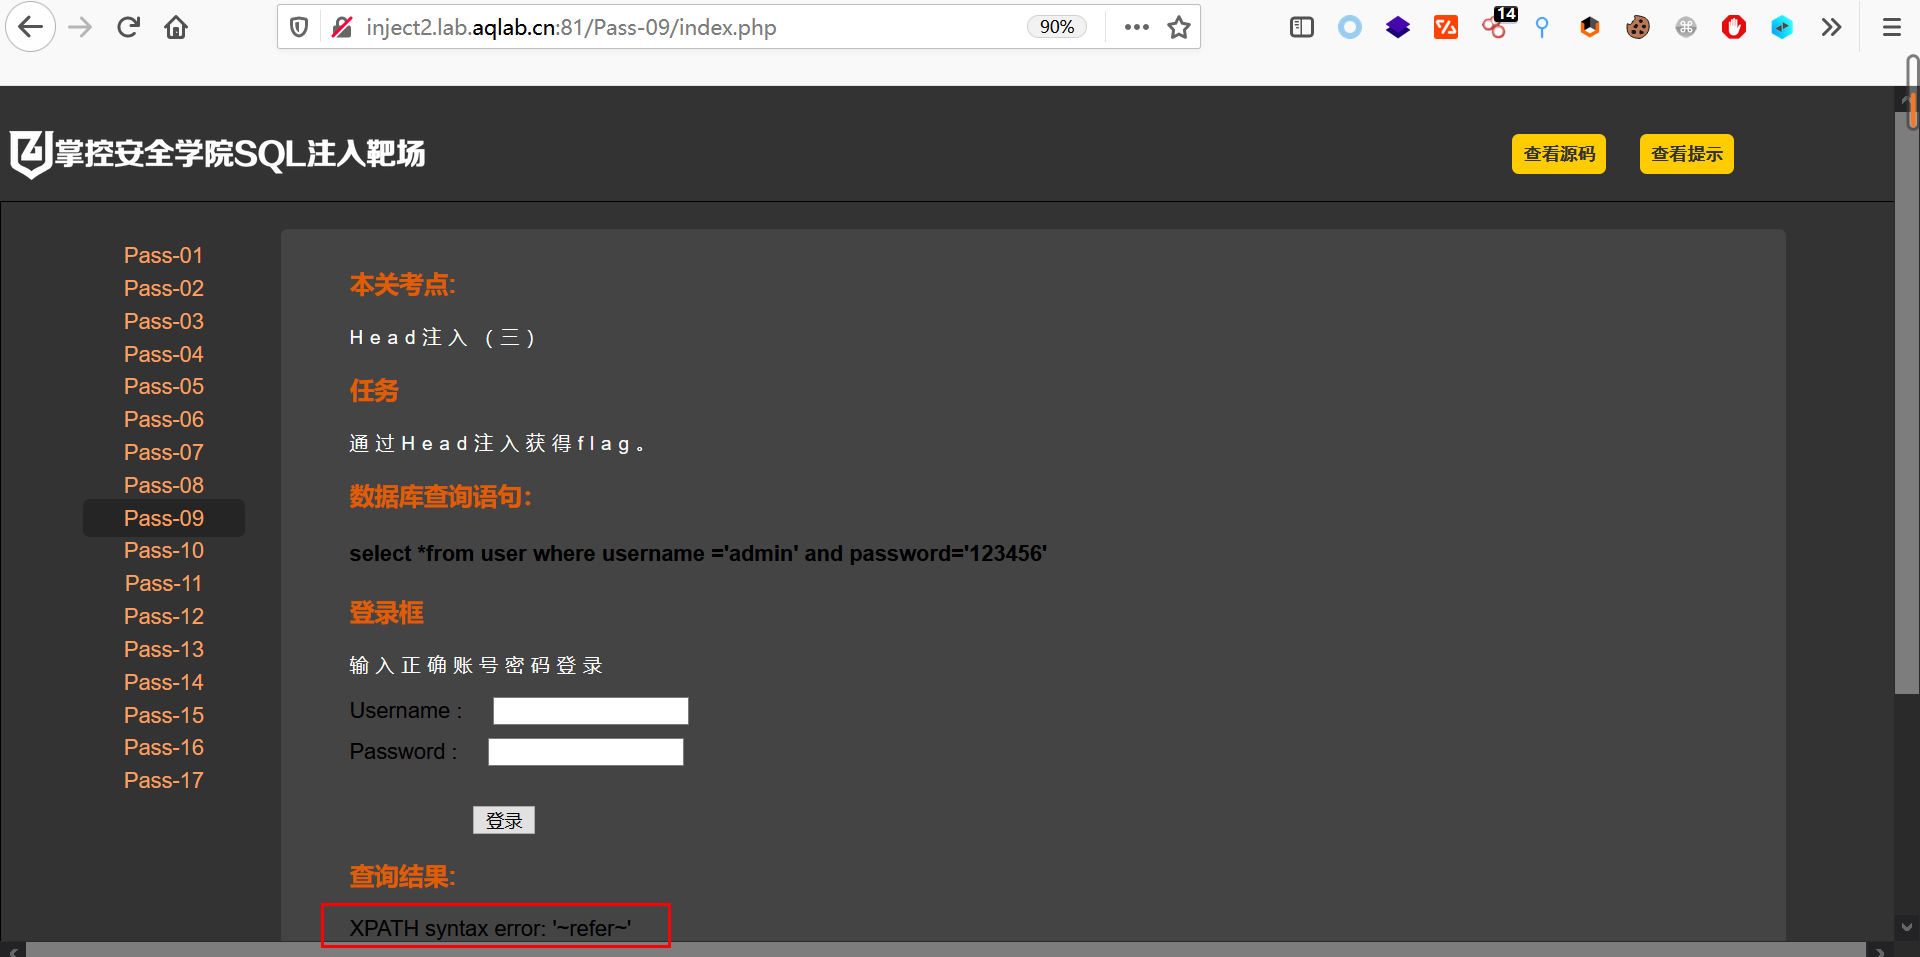 inject2.lab.aqlab.cn:81/Pass-09/index.php
90%
14
掌控安全学院SQL注入靶场
查看源码
查看提示
Pass-01
Pass-02
Pass-03
Pass-04
Pass-05
Pass-06
Pass-07
Pass-08
Pass-09
Pass-10
Pass-11
Pass-12
Pass-13
Pass-14
Pass-15
Pass-16
Pass-17
本关考点:
Head注入 (三)
任务
通过Head注入获得flag。
数据库查询语句：
select *from user where username ='admin' and password='123456'
登录框
输入正确账号密码登录
Username :
Password :
登录
查询结果:
XPATH syntax error: '~refer~'